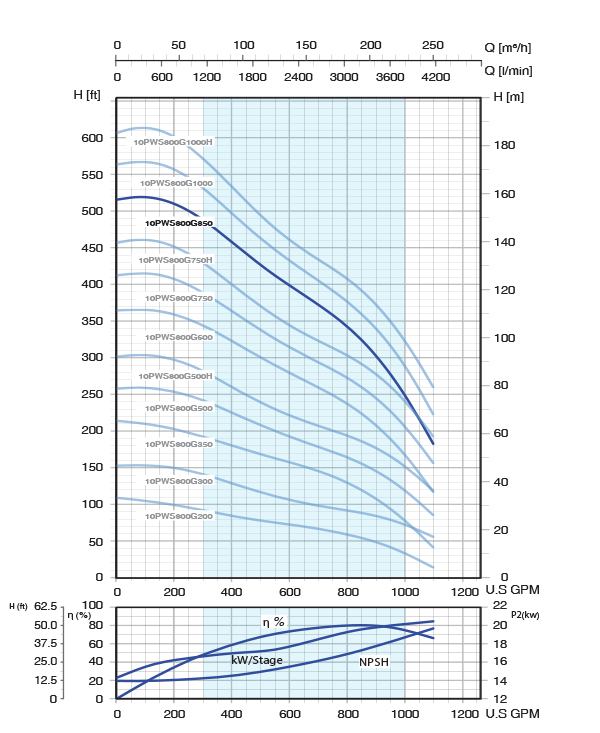 0 50 100 150 200 250 Q [m³/h]
0 600 1200 1800 2400 3000 3600 4200 Q [l/min]
H [ft] H [m]
600 180
550 160
500 140
450 120
400 100
350 80
300 60
250 40
200 20
150 0
100
50
0
10PWS800G1000H
10PWS800G1000
10PWS800G850
10PWS800G750H
10PWS800G750
10PWS800G600
10PWS800G500H
10PWS800G500
10PWS800G350
10PWS800G300
10PWS800G200
0 200 400 600 800 1000 1200 U.S GPM
H (ft) 62.5 η (%) 100 22 P2(kw)
50.0 80 20
37.5 60 18
25.0 40 16
12.5 20 14
0 0 12
η %
kW/Stage
NPSH
0 200 400 600 800 1000 1200 U.S GPM